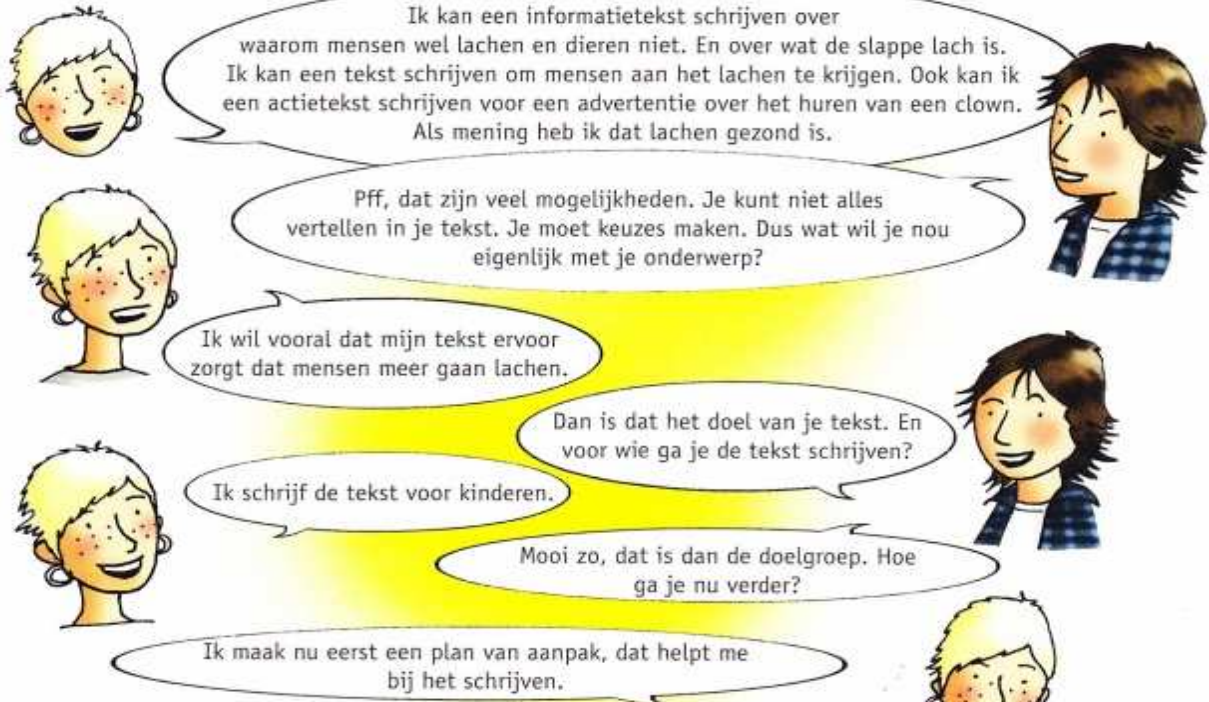 Ik kan een informatietekst schrijven over
waarom mensen wel lachen en dieren niet. En over wat de slappe lach is.
Ik kan een tekst schrijven om mensen aan het lachen te krijgen. Ook kan ik
een actietekst schrijven voor een advertentie over het huren van een clown.
Als mening heb ik dat lachen gezond is.
Pff, dat zijn veel mogelijkheden. Je kunt niet alles
vertellen in je tekst. Je moet keuzes maken. Dus wat wil je nou
eigenlijk met je onderwerp?
Ik wil vooral dat mijn tekst ervoor
zorgt dat mensen meer gaan lachen.
Dan is dat het doel van je tekst. En
voor wie ga je de tekst schrijven?
Ik schrijf de tekst voor kinderen.
Mooi zo, dat is dan de doelgroep. Hoe
ga je nu verder?
Ik maak nu eerst een plan van aanpak, dat helpt me
bij het schrijven.